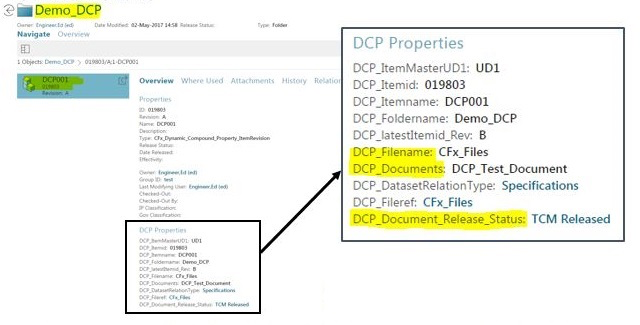 Demo_DCP
Owner: Engineer,Ed (ed) Date Modified: 02-May-2017 14:58 Release Status: Type: Folder
Navigate Overview
1 Objects: Demo_DCP > 019803/A;1-DCP001
DCP001
019803
Revision: A
Overview Where Used Attachments History Relation
Properties
ID: 019803
Revision: A
Name: DCP001
Description:
Type: CFx_Dynamic_Compound_Property_ItemRevision
Release Status:
Date Released:
Effectivity:
Owner: Engineer,Ed (ed)
Group ID: test
Last Modifying User: Engineer,Ed (ed)
Checked-Out:
Checked-Out By:
IP Classification:
Gov Classification:
DCP Properties
DCP_ItemMasterUD1: UD1
DCP_Itemid: 019803
DCP_Itemname: DCP001
DCP_Foldername: Demo_DCP
DCP_latestItemid_Rev: B
DCP_Filename: CFx_Files
DCP_Documents: DCP_Test_Document
DCP_DatasetRelationType: Specifications
DCP_Fileref: CFx_Files
DCP_Document_Release_Status: TCM Released
DCP Properties
DCP_ItemMasterUD1: UD1
DCP_Itemid: 019803
DCP_Itemname: DCP001
DCP_Foldername: Demo_DCP
DCP_latestItemid_Rev: B
DCP_Filename: CFx_Files
DCP_Documents: DCP_Test_Document
DCP_DatasetRelationType: Specifications
DCP_Fileref: CFx_Files
DCP_Document_Release_Status: TCM Released